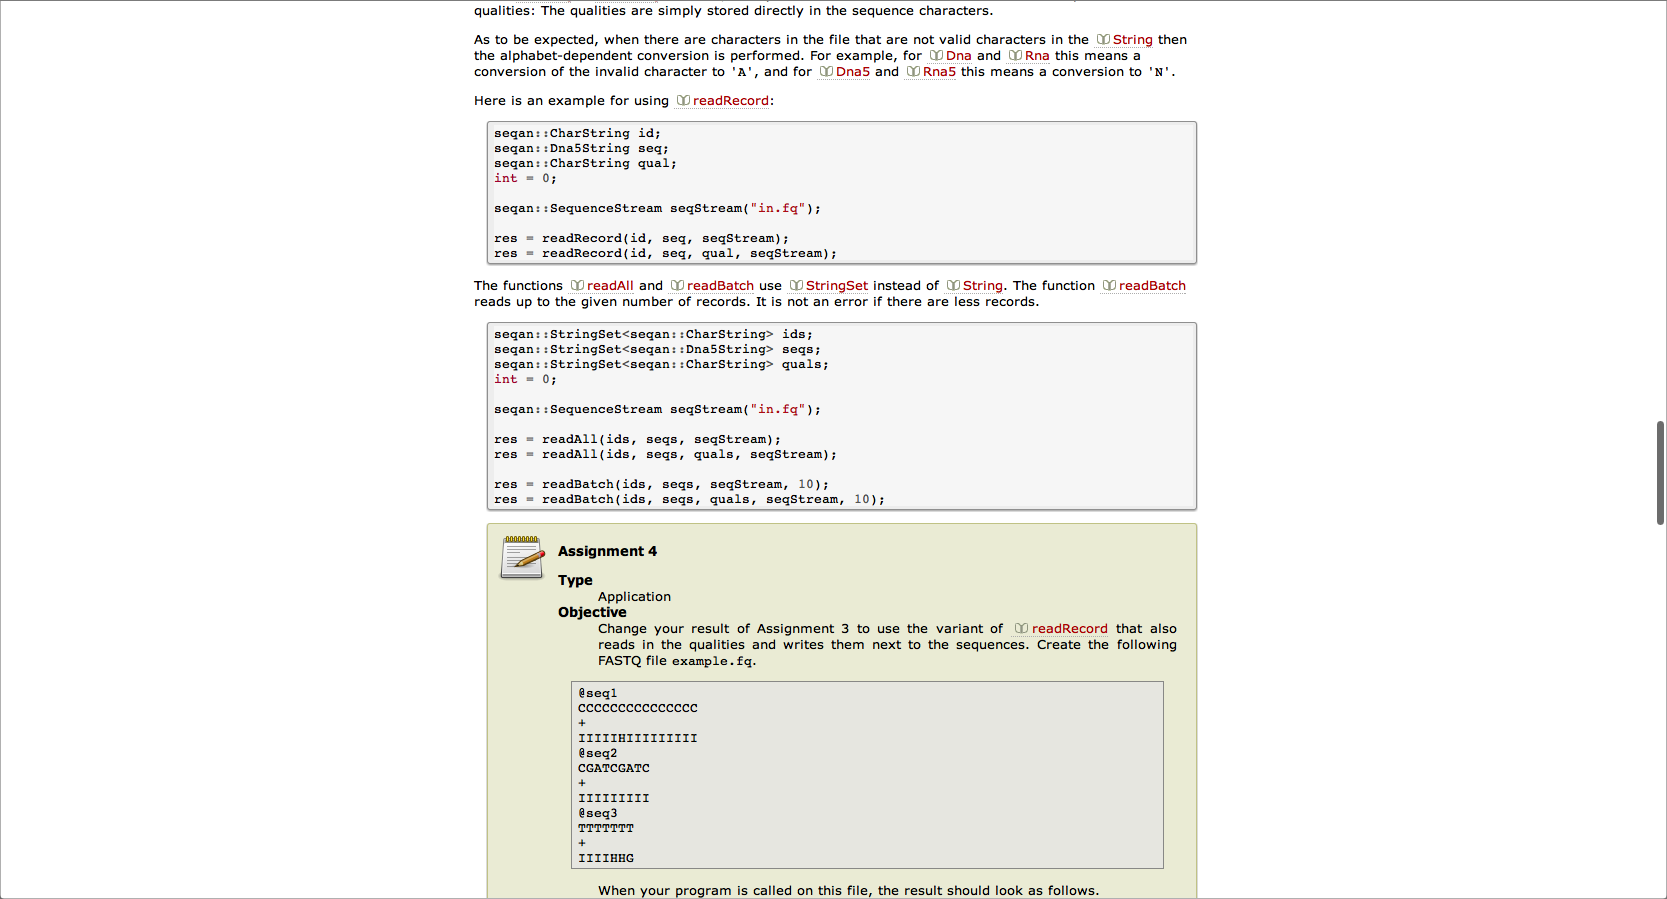 qualities: The qualities are simply stored directly in the sequence characters.
As to be expected, when there are characters in the file that are not valid characters in the String then
the alphabet-dependent conversion is performed. For example, for Dna and Rna this means a
conversion of the invalid character to 'A', and for Dna5 and Rna5 this means a conversion to 'N'.
Here is an example for using readRecord:
seqan::CharString id;
seqan::Dna5String seq;
seqan::CharString qual;
int = 0;
seqan::SequenceStream seqStream("in.fq");
res = readRecord(id, seq, seqStream);
res = readRecord(id, seq, qual, seqStream);
The functions readAll and readBatch use StringSet instead of String. The function readBatch
reads up to the given number of records. It is not an error if there are less records.
seqan::StringSet<seqan::CharString> ids;
seqan::StringSet<seqan::Dna5String> seqs;
seqan::StringSet<seqan::CharString> quals;
int = 0;
seqan::SequenceStream seqStream("in.fq");
res = readAll(ids, seqs, seqStream);
res = readAll(ids, seqs, quals, seqStream);
res = readBatch(ids, seqs, seqStream, 10);
res = readBatch(ids, seqs, quals, seqStream, 10);
Assignment 4
Type
Application
Objective
Change your result of Assignment 3 to use the variant of readRecord that also
reads in the qualities and writes them next to the sequences. Create the following
FASTQ file example.fq.
@seq1
CCCCCCCCCCCCCCC
+
IIIIIHIIIIIIIII
@seq2
CGATCGATC
+
IIIIIIIII
@seq3
TTTTTTT
+
IIIIHHG
When your program is called on this file, the result should look as follows.